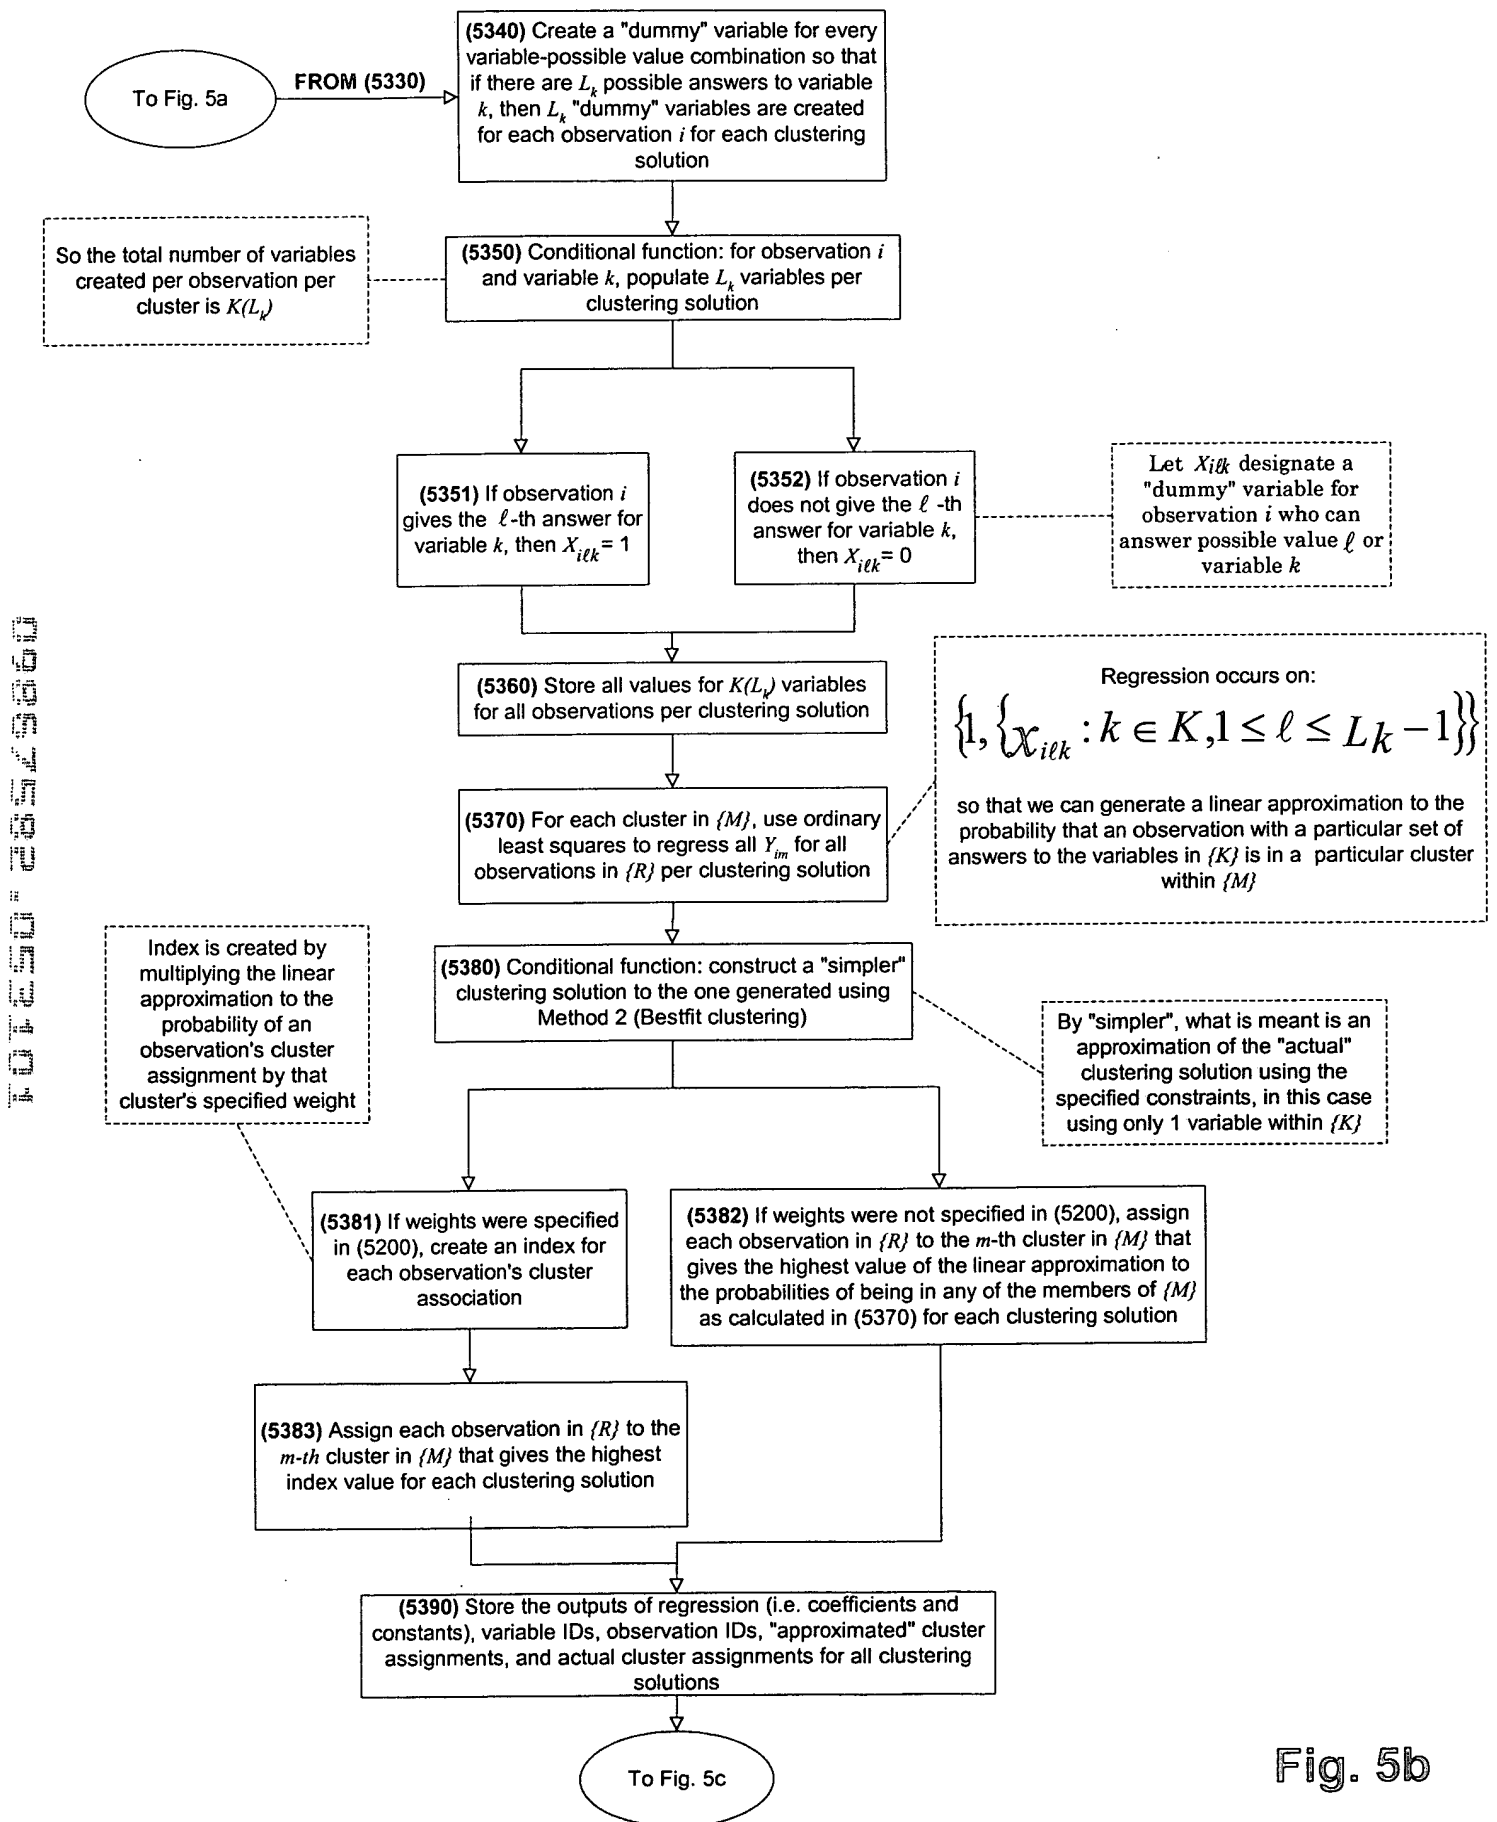 (5340) Create a "dummy" variable for every
variable-possible value combination so that
if there are Lk possible answers to variable
k, then Lk "dummy" variables are created
for each observation i for each clustering
solution
To Fig. 5a
FROM (5330)
So the total number of variables
created per observation per
cluster is K(Lk)
(5350) Conditional function: for observation i
and variable k, populate Lk variables per
clustering solution
(5351) If observation i
gives the ℓ-th answer for
variable k, then Xiℓk= 1
(5352) If observation i
does not give the ℓ -th
answer for variable k,
then Xiℓk= 0
Let Xiℓk designate a
"dummy" variable for
observation i who can
answer possible value ℓ or
variable k
(5360) Store all values for K(Lk) variables
for all observations per clustering solution
Regression occurs on:
{1, {Xiℓk : k ∈ K,1 ≤ ℓ ≤ Lk −1}}
so that we can generate a linear approximation to the
probability that an observation with a particular set of
answers to the variables in {K} is in a particular cluster
within {M}
(5370) For each cluster in {M}, use ordinary
least squares to regress all Yim for all
observations in {R} per clustering solution
Index is created by
multiplying the linear
approximation to the
probability of an
observation's cluster
assignment by that
cluster's specified weight
(5380) Conditional function: construct a "simpler"
clustering solution to the one generated using
Method 2 (Bestfit clustering)
By "simpler", what is meant is an
approximation of the "actual"
clustering solution using the
specified constraints, in this case
using only 1 variable within {K}
(5381) If weights were specified
in (5200), create an index for
each observation's cluster
association
(5382) If weights were not specified in (5200), assign
each observation in {R} to the m-th cluster in {M} that
gives the highest value of the linear approximation to
the probabilities of being in any of the members of {M}
as calculated in (5370) for each clustering solution
(5383) Assign each observation in {R} to the
m-th cluster in {M} that gives the highest
index value for each clustering solution
(5390) Store the outputs of regression (i.e. coefficients and
constants), variable IDs, observation IDs, "approximated" cluster
assignments, and actual cluster assignments for all clustering
solutions
To Fig. 5c
Fig. 5b